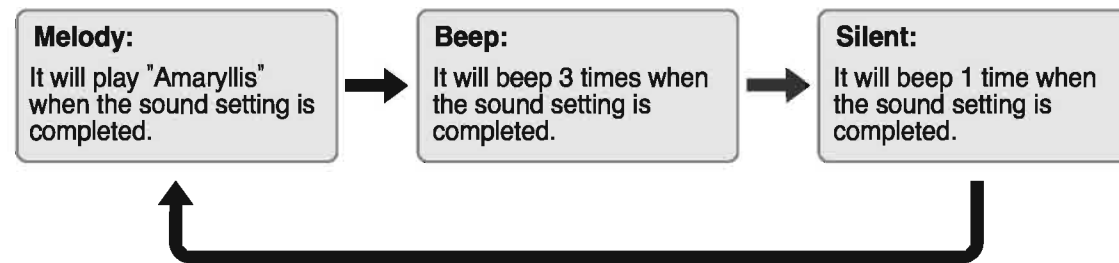 Melody:
It will play "Amaryllis"
when the sound setting is
completed.
Beep:
It will beep 3 times when
the sound setting is
completed.
Silent:
It will beep 1 time when
the sound setting is
completed.